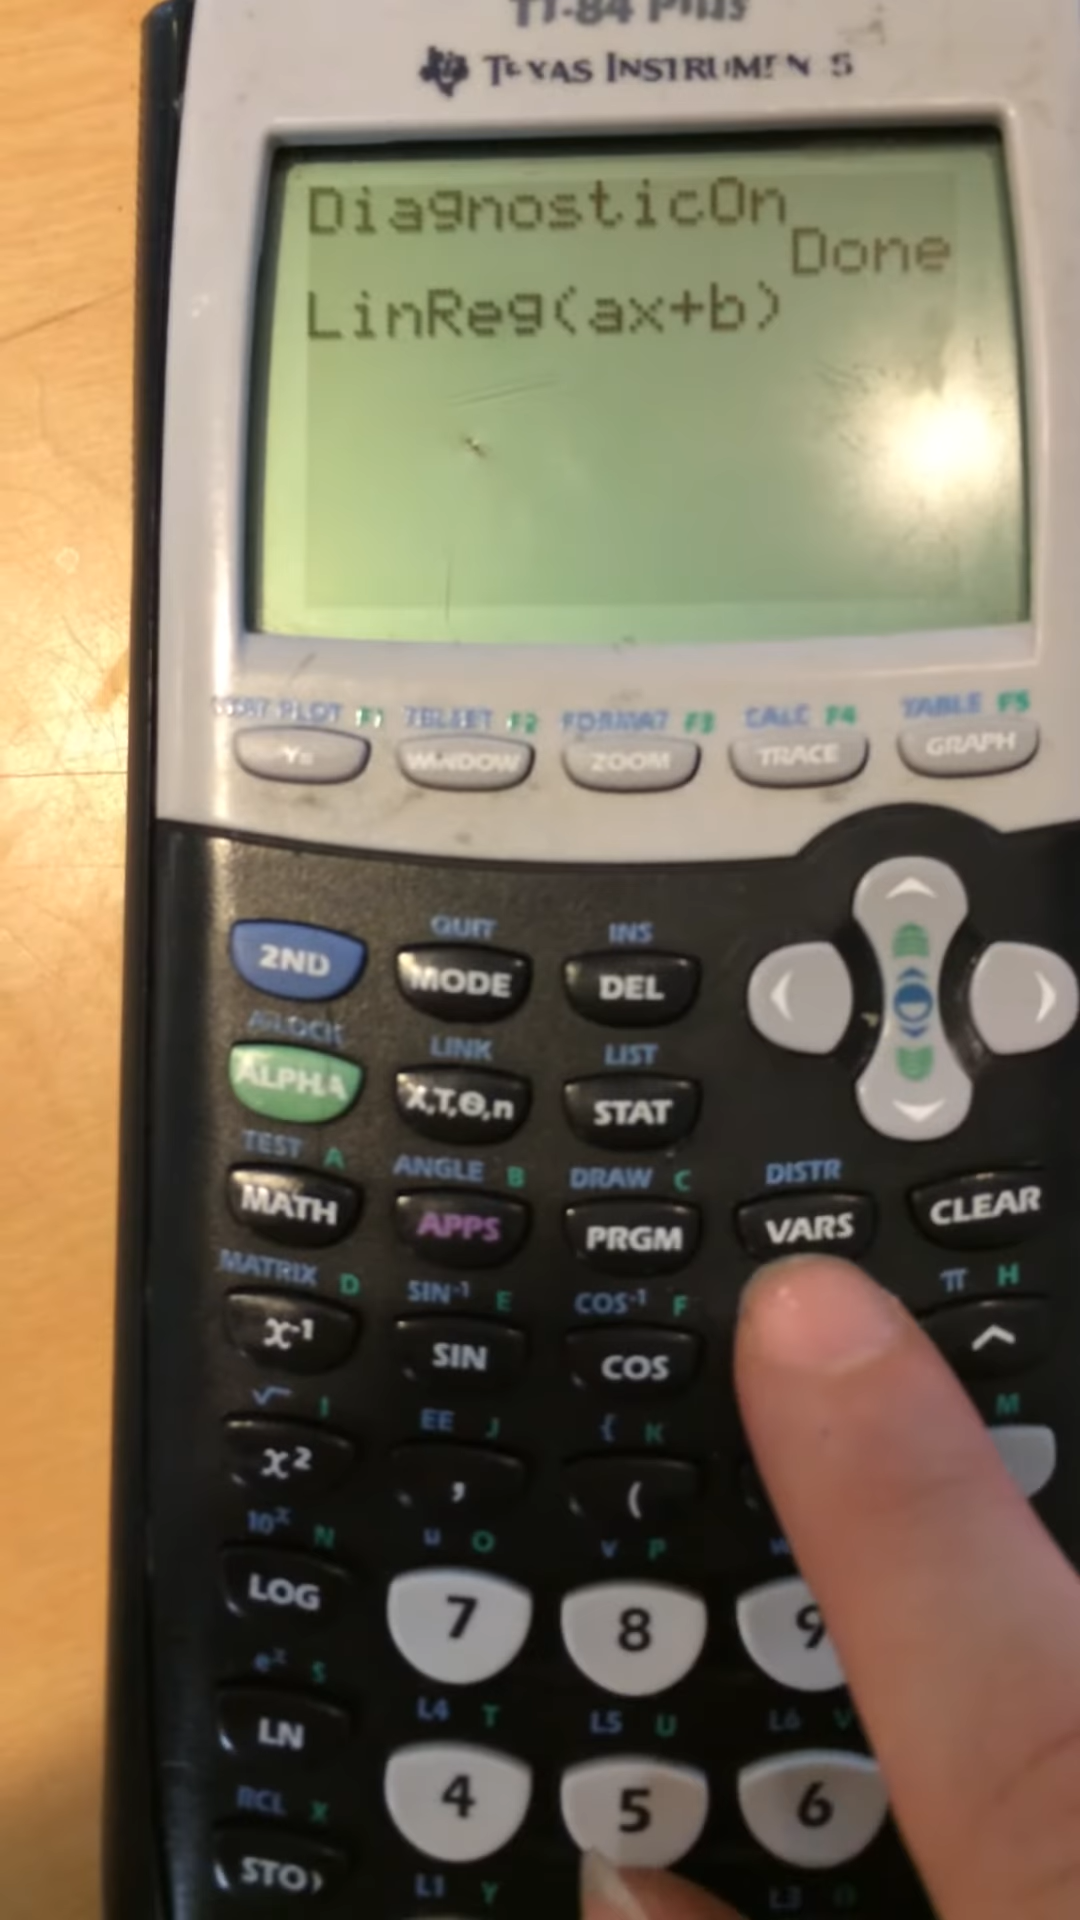 TI-84 Plus
TEXAS INSTRUMENTS
DiagnosticOn
Done
LinReg(ax+b)
STAT PLOT F1 TBLSET F2 FORMAT F3 CALC F4 TABLE F5
Y= WINDOW ZOOM TRACE GRAPH
QUIT INS
2ND MODE DEL
A-LOCK LINK LIST
ALPHA X,T,Θ,n STAT
TEST A ANGLE B DRAW C DISTR
MATH APPS PRGM VARS CLEAR
MATRIX D SIN⁻¹ E COS⁻¹ F π H
x⁻¹ SIN COS ^
√ I EE J { K M
x² , (
10ˣ N u O v P w
LOG 7 8 9
eˣ S L4 T L5 U L6 V
LN 4 5 6
RCL X L1 Y L3 θ
STO›